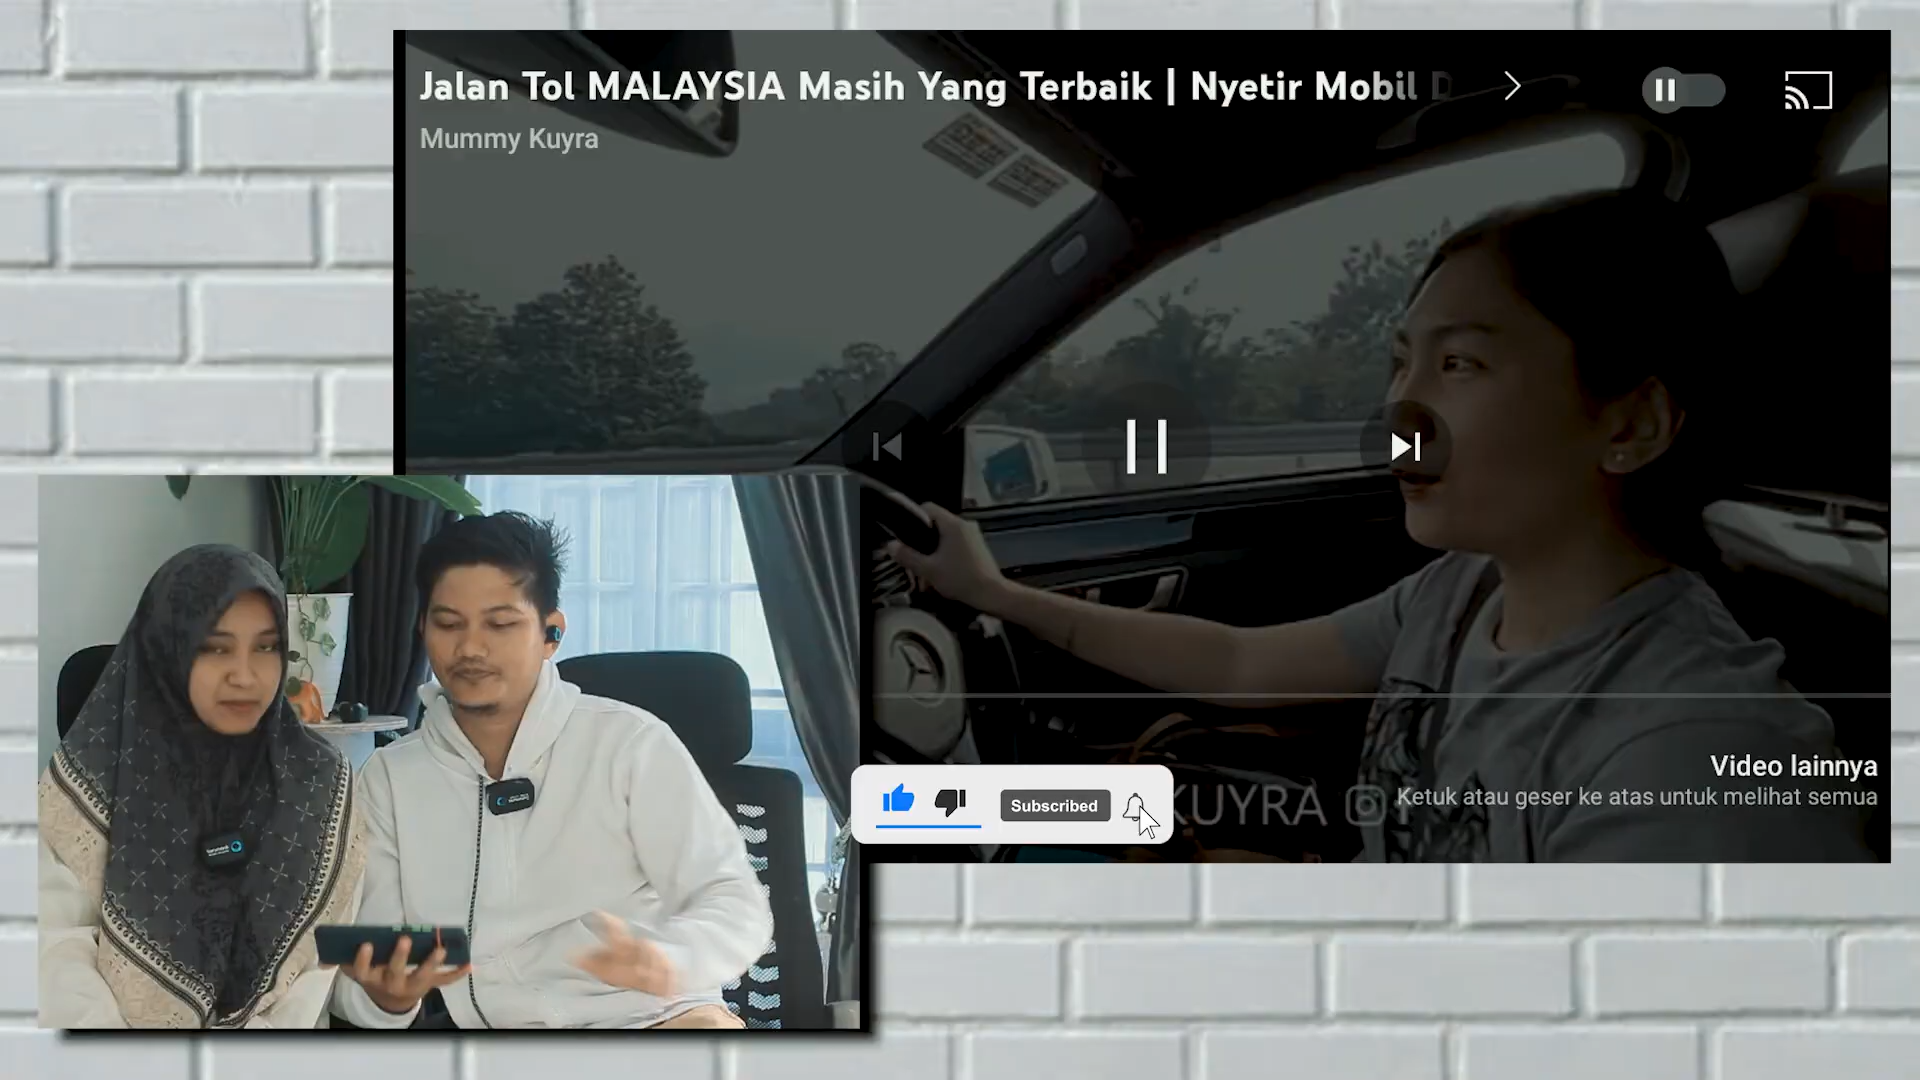 Jalan Tol MALAYSIA Masih Yang Terbaik | Nyetir Mobil D
Mummy Kuyra
Video lainnya
Ketuk atau geser ke atas untuk melihat semua
Subscribed
KUYRA